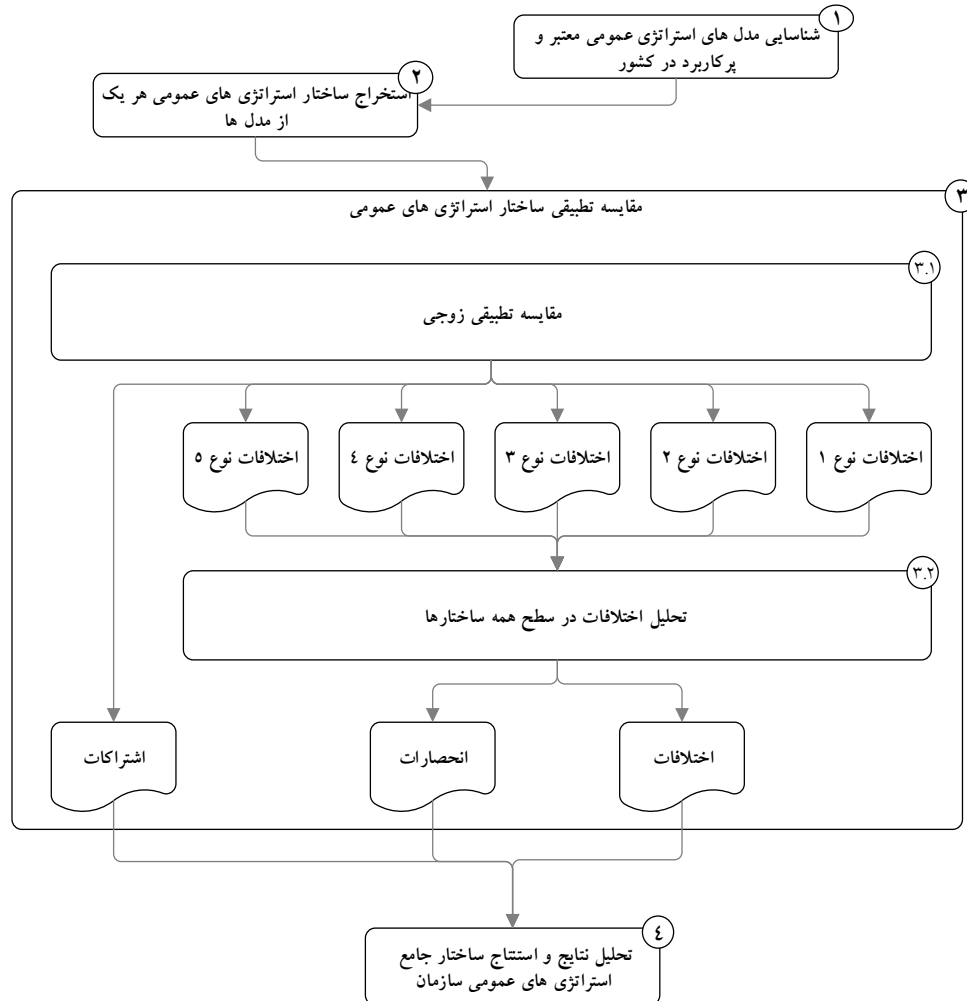 ۱
شناسایی مدل های استراتژی عمومی معتبر و
پرکاربرد در کشور
۲
استخراج ساختار استراتژی های عمومی هر یک
از مدل ها
۳
مقایسه تطبیقی ساختار استراتژی های عمومی
۳.۱
مقایسه تطبیقی زوجی
اختلافات نوع ۱
اختلافات نوع ۲
اختلافات نوع ۳
اختلافات نوع ٤
اختلافات نوع ٥
۳.۲
تحلیل اختلافات در سطح همه ساختارها
اختلافات
انحصارات
اشتراکات
٤
تحلیل نتایج و استنتاج ساختار جامع
استراتژی های عمومی سازمان